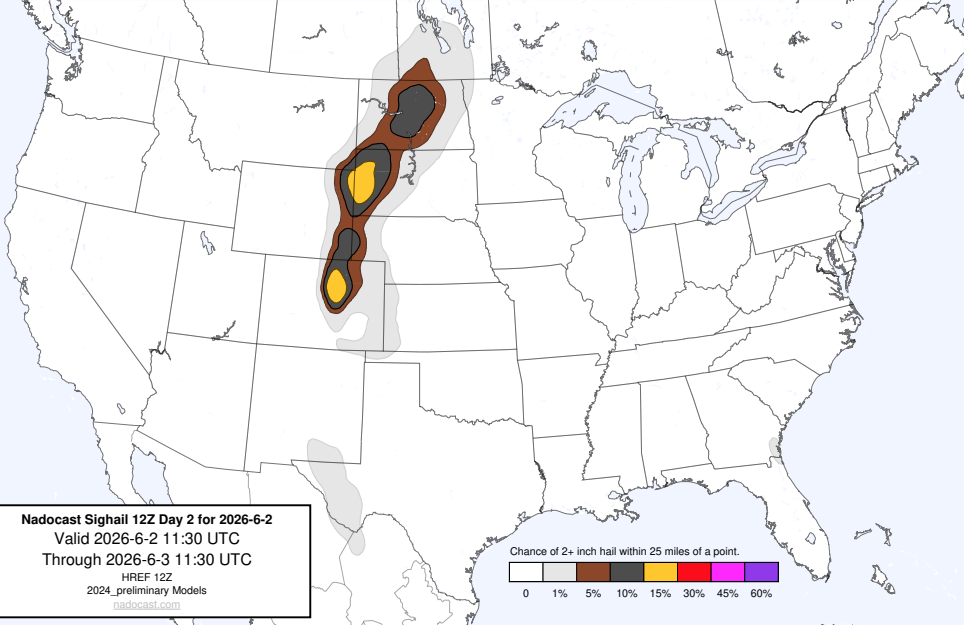 Nadocast Sighail 12Z Day 2 for 2026-6-2
Valid 2026-6-2 11:30 UTC
Through 2026-6-3 11:30 UTC
HREF 12Z
2024_preliminary Models
nadocast.com
Chance of 2+ inch hail within 25 miles of a point.
0 1% 5% 10% 15% 30% 45% 60%